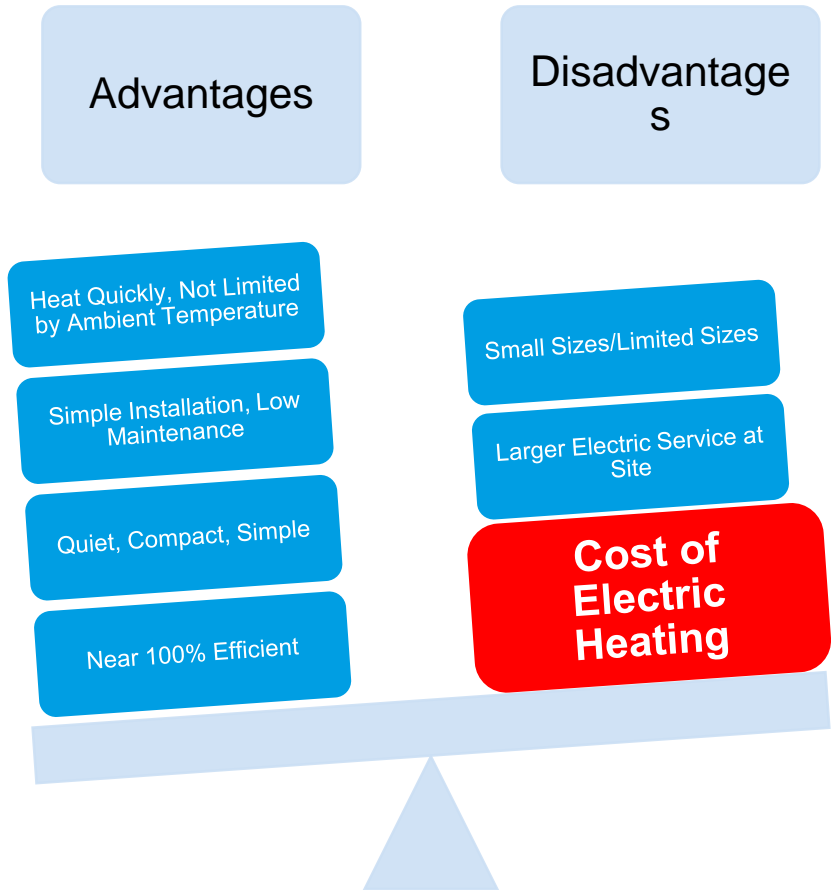 Advantages
Disadvantage
s
Heat Quickly, Not Limited
by Ambient Temperature
Simple Installation, Low
Maintenance
Quiet, Compact, Simple
Near 100% Efficient
Small Sizes/Limited Sizes
Larger Electric Service at
Site
Cost of
Electric
Heating